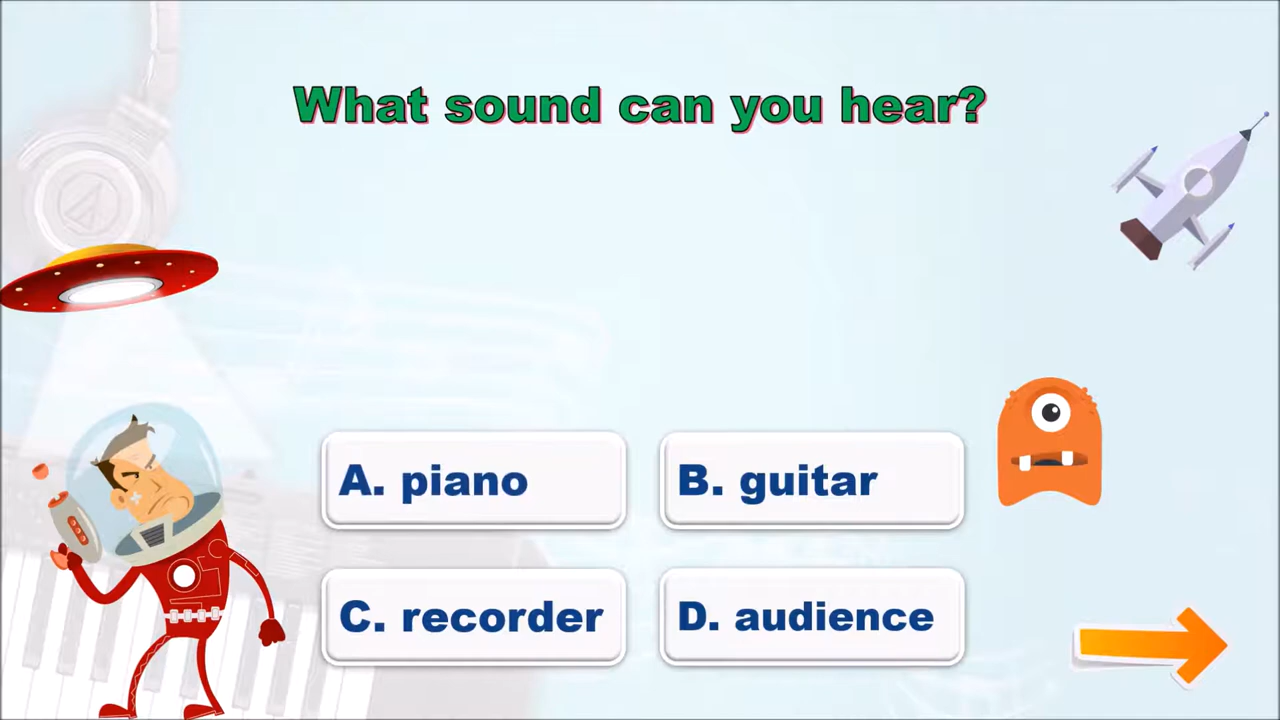 What sound can you hear?
A. piano
B. guitar
C. recorder
D. audience